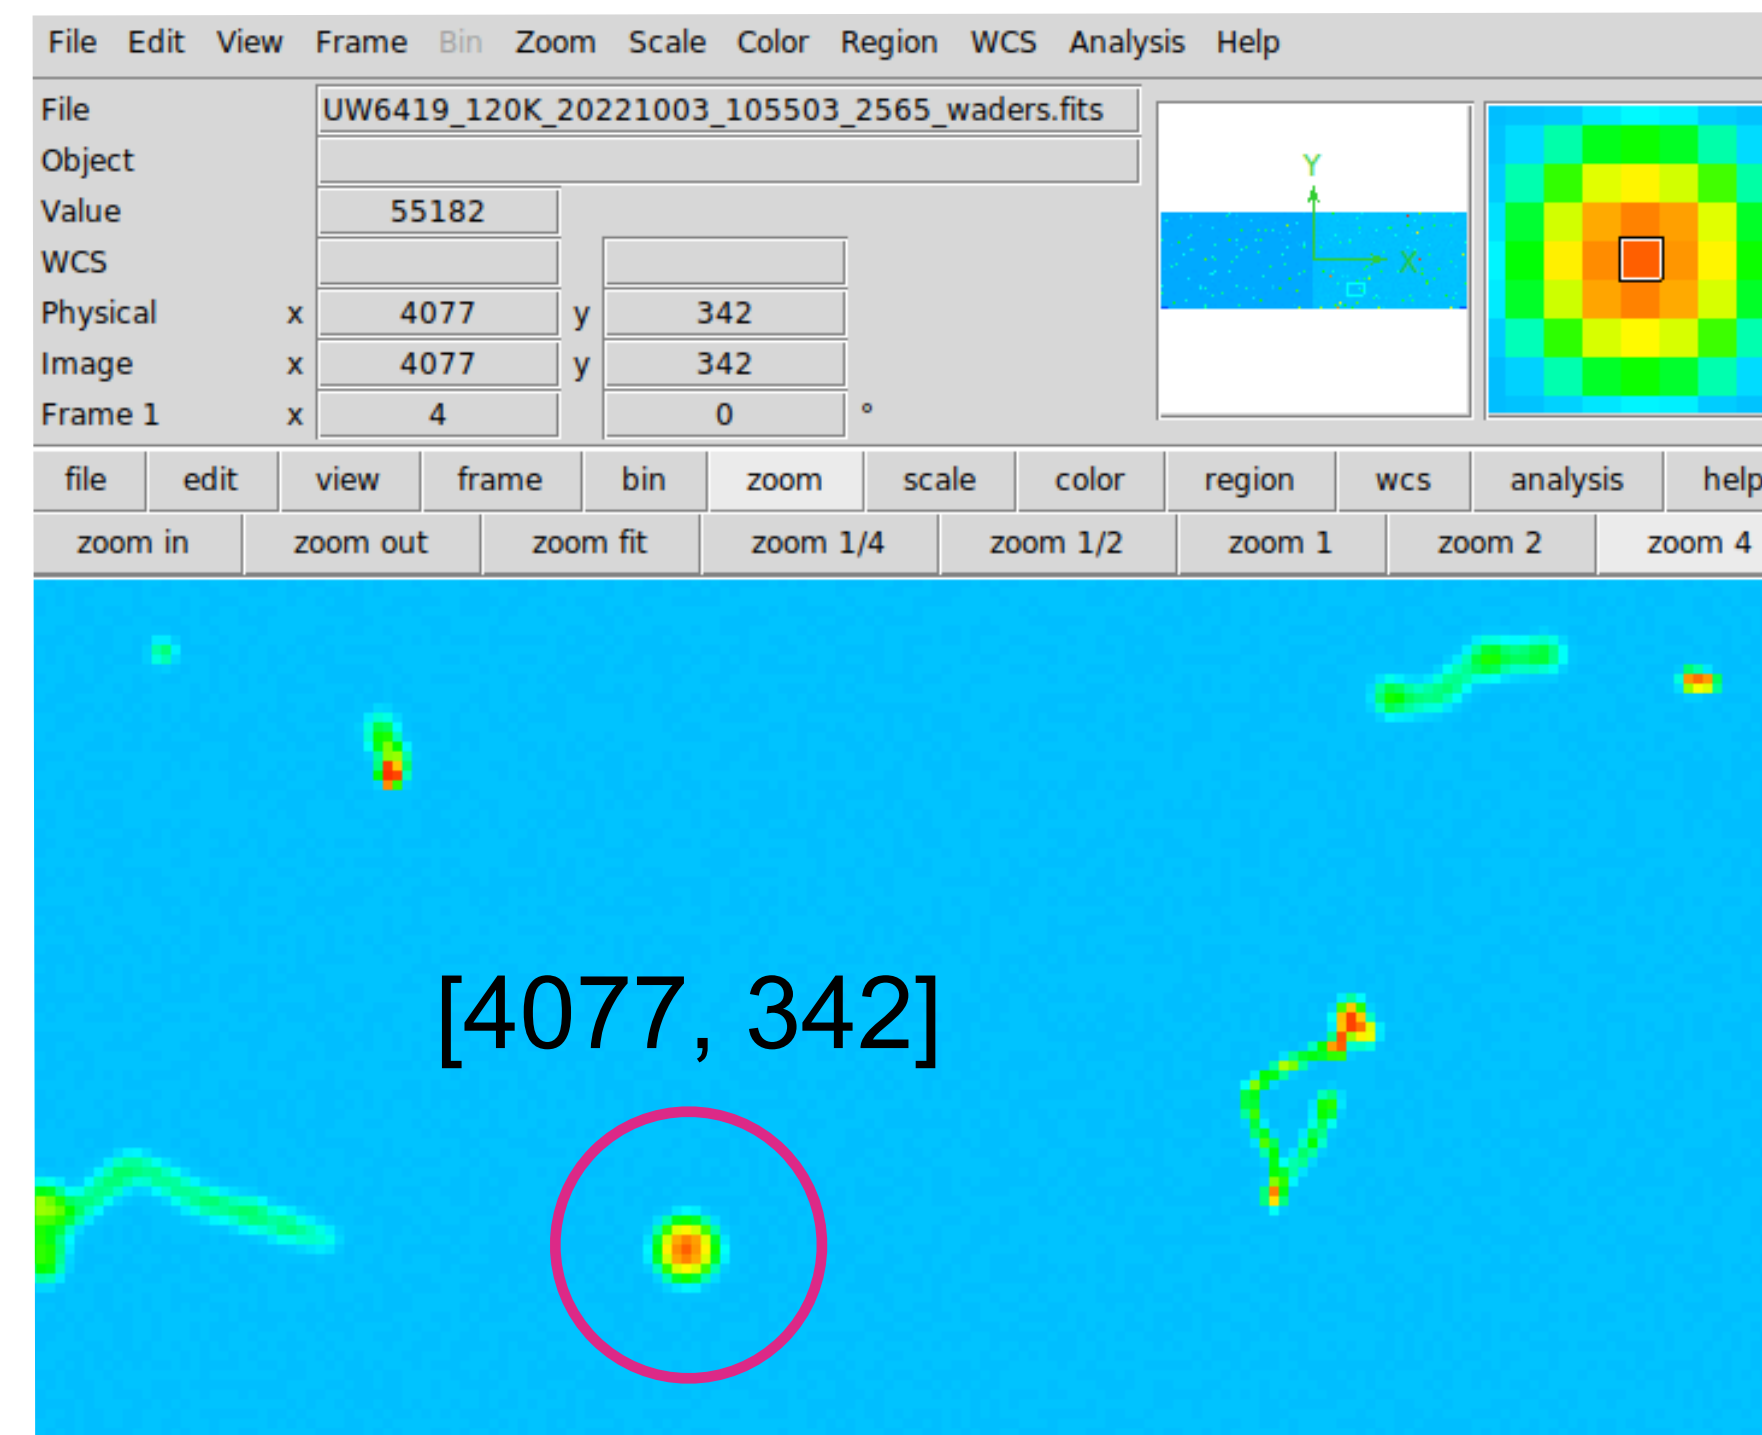 File Edit View Frame Bin Zoom Scale Color Region WCS Analysis Help
File UW6419_120K_20221003_105503_2565_waders.fits
Object
Value 55182
WCS
Physical x 4077 y 342
Image x 4077 y 342
Frame 1 x 4 0 °
Y
X
file edit view frame bin zoom scale color region wcs analysis help
zoom in zoom out zoom fit zoom 1/4 zoom 1/2 zoom 1 zoom 2 zoom 4
[4077, 342]